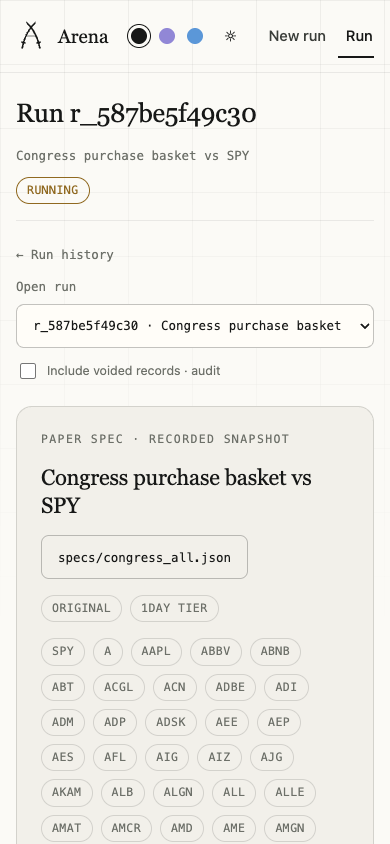 Arena New run Run
Run r_587be5f49c30
Congress purchase basket vs SPY
RUNNING
← Run history
Open run
r_587be5f49c30 · Congress purchase basket
Include voided records · audit
PAPER SPEC · RECORDED SNAPSHOT
Congress purchase basket vs
SPY
specs/congress_all.json
ORIGINAL 1DAY TIER
SPY A AAPL ABBV ABNB
ABT ACGL ACN ADBE ADI
ADM ADP ADSK AEE AEP
AES AFL AIG AIZ AJG
AKAM ALB ALGN ALL ALLE
AMAT AMCR AMD AME AMGN